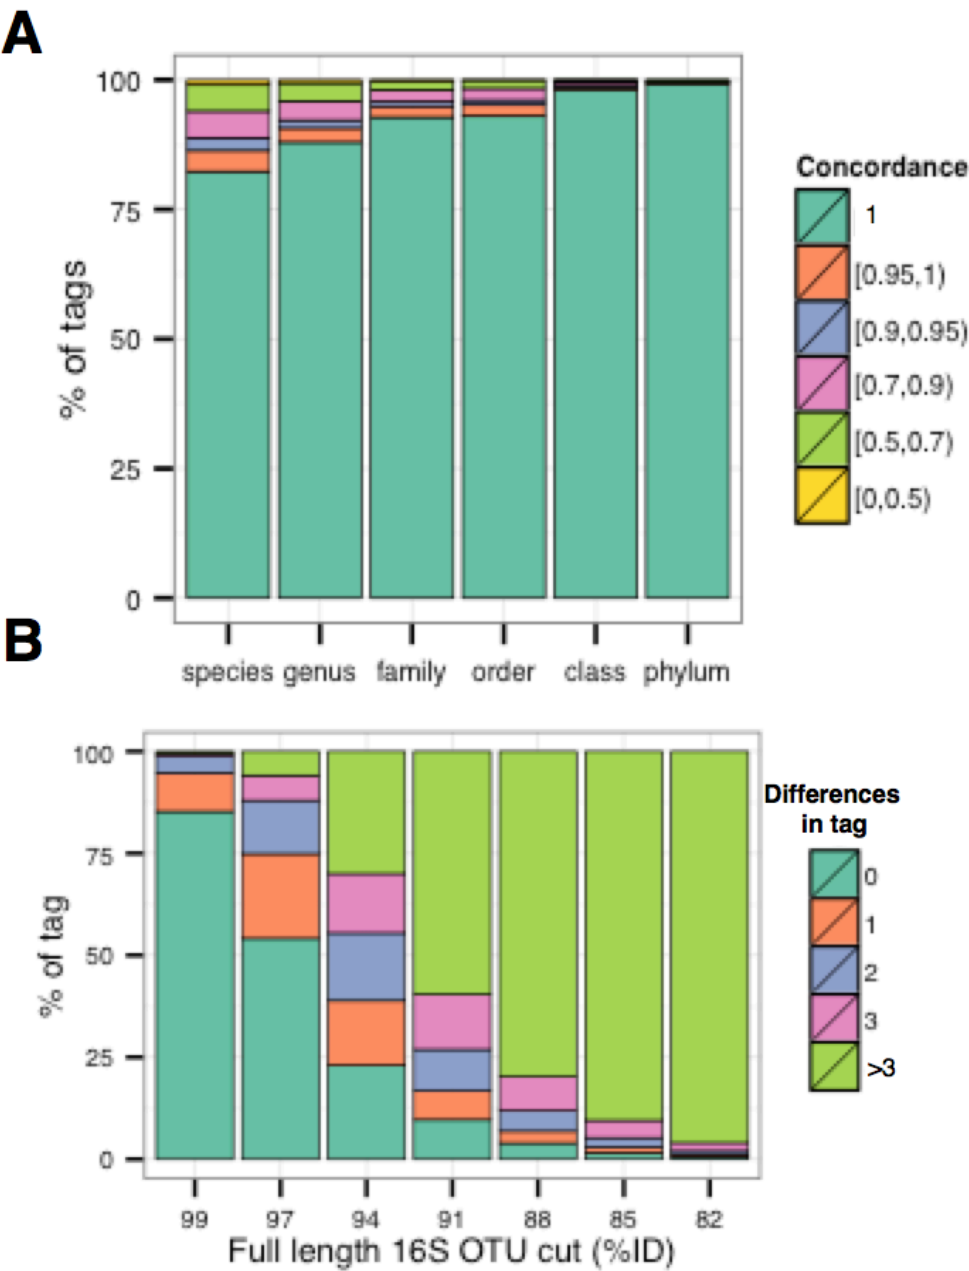 A
100
75
50
25
0
% of tags
species genus family order class phylum
Concordance
1
[0.95,1)
[0.9,0.95)
[0.7,0.9)
[0.5,0.7)
[0,0.5)
B
100
75
50
25
0
% of tag
99 97 94 91 88 85 82
Full length 16S OTU cut (%ID)
Differences
in tag
0
1
2
3
>3